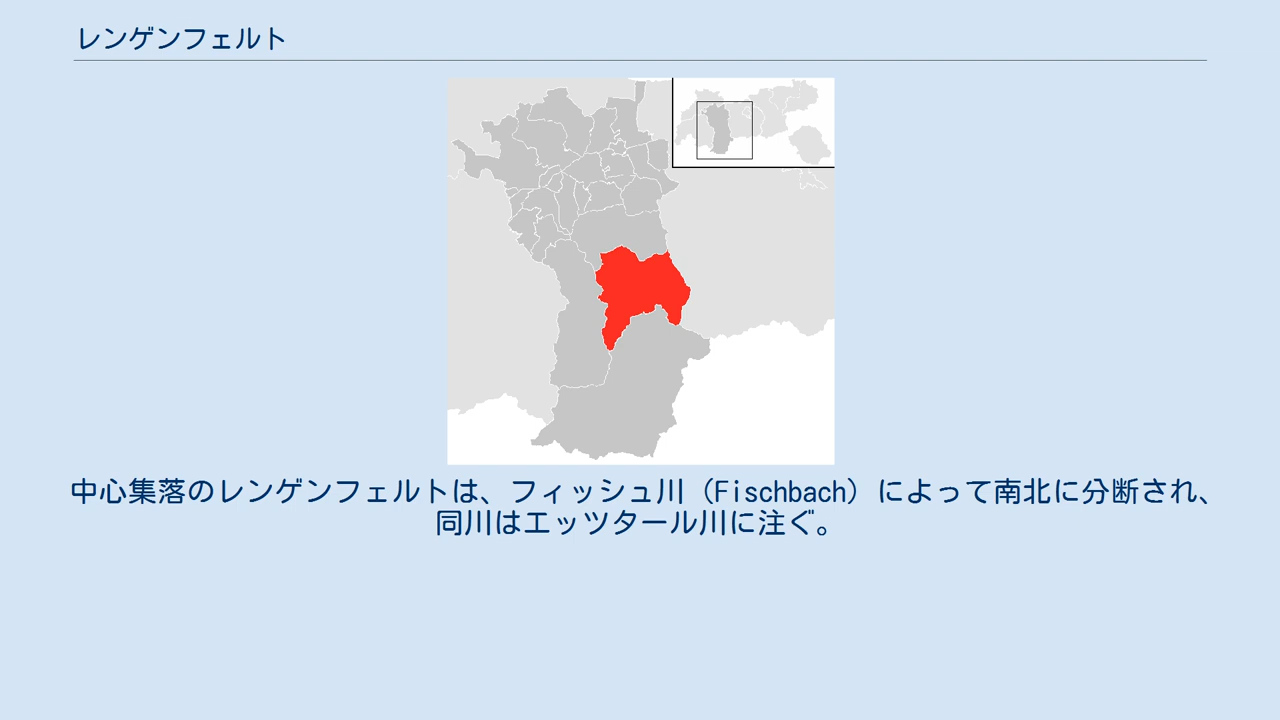 レンゲンフェルト
中心集落のレンゲンフェルトは、フィッシュ川（Fischbach）によって南北に分断され、
同川はエッツタール川に注ぐ。